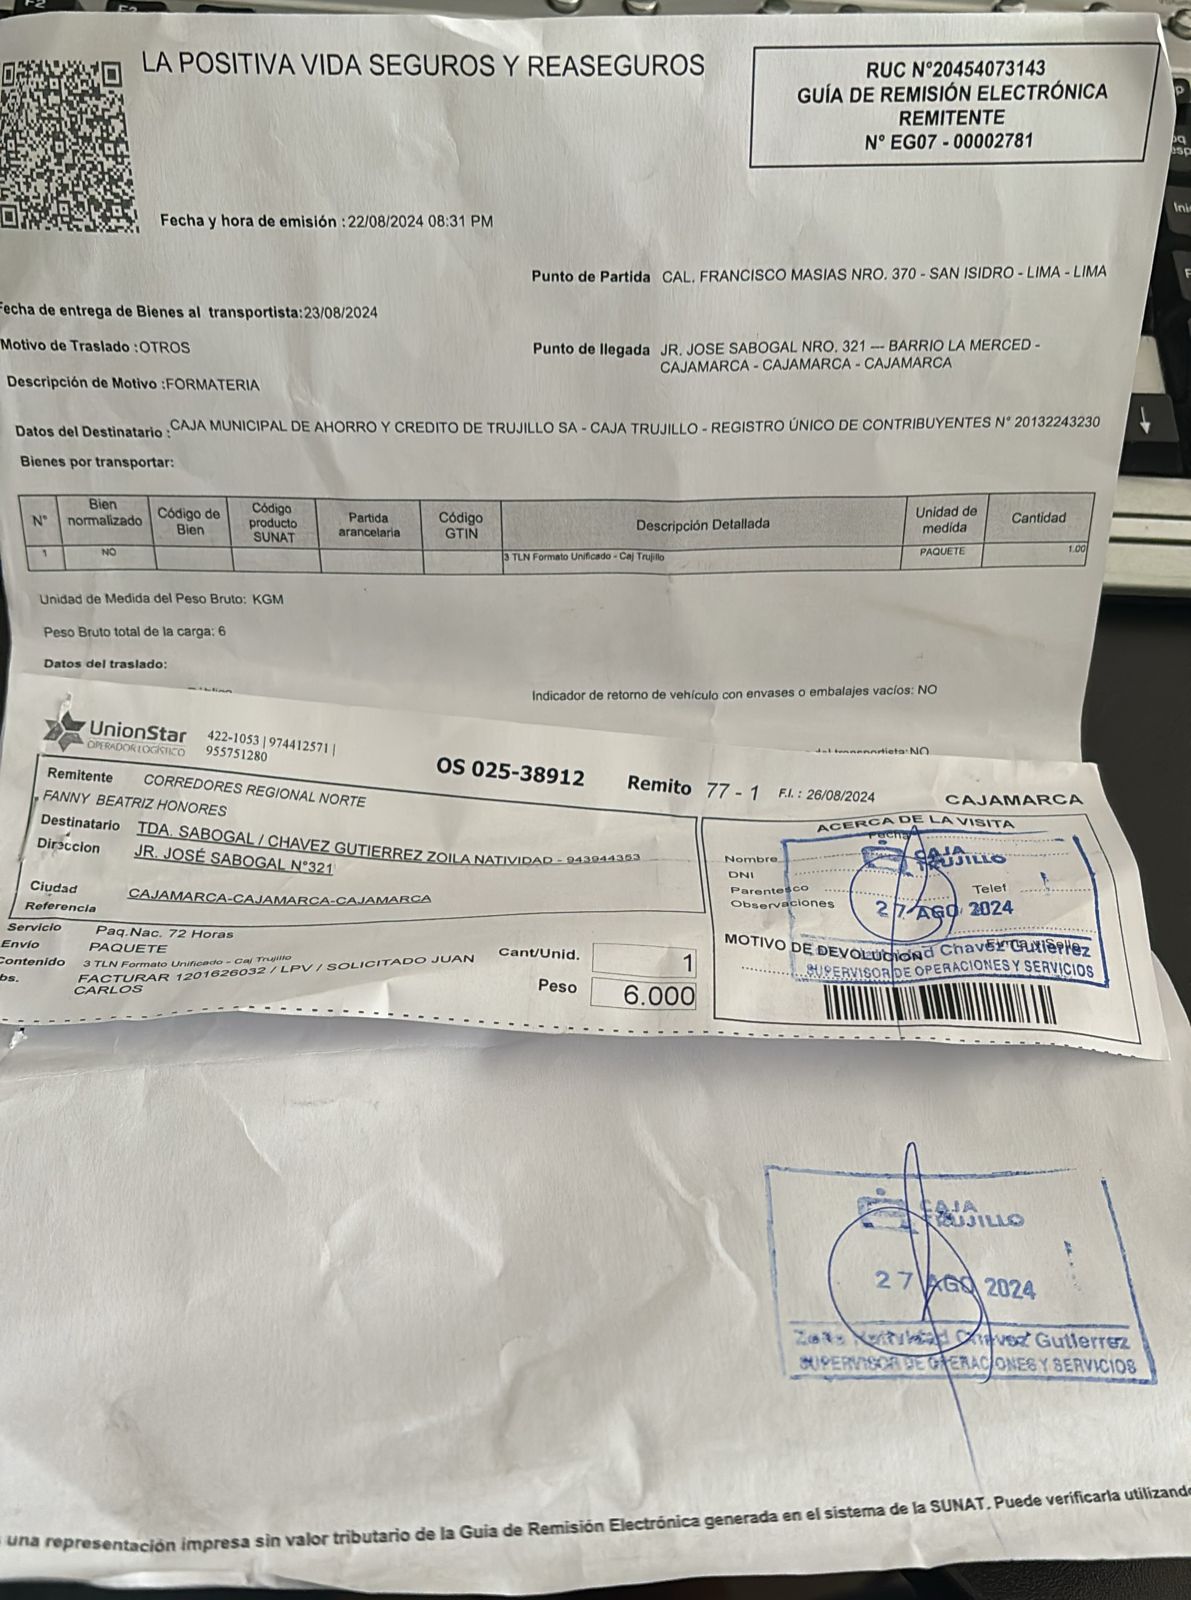 LA POSITIVA VIDA SEGUROS Y REASEGUROS
RUC N°20454073143
GUÍA DE REMISIÓN ELECTRÓNICA
REMITENTE
N° EG07 - 00002781
Fecha y hora de emisión :22/08/2024 08:31 PM
Punto de Partida CAL. FRANCISCO MASIAS NRO. 370 - SAN ISIDRO - LIMA - LIMA
Fecha de entrega de Bienes al transportista:23/08/2024
Motivo de Traslado :OTROS
Punto de llegada JR. JOSE SABOGAL NRO. 321 --- BARRIO LA MERCED -
CAJAMARCA - CAJAMARCA - CAJAMARCA
Descripción de Motivo :FORMATERIA
Datos del Destinatario :CAJA MUNICIPAL DE AHORRO Y CREDITO DE TRUJILLO SA - CAJA TRUJILLO - REGISTRO ÚNICO DE CONTRIBUYENTES N° 20132243230
Bienes por transportar:
N° Bien normalizado Código de Bien Código producto SUNAT Partida arancelaria Código GTIN Descripción Detallada Unidad de medida Cantidad
1 NO 3 TLN Formato Unificado - Caj Trujillo PAQUETE 1.00
Unidad de Medida del Peso Bruto: KGM
Peso Bruto total de la carga: 6
Datos del traslado:
Indicador de retorno de vehículo con envases o embalajes vacíos: NO
UnionStar
OPERADOR LOGÍSTICO
422-1053 | 974412571 |
955751280
OS 025-38912 Remito 77 - 1 F.I. : 26/08/2024 CAJAMARCA
Remitente CORREDORES REGIONAL NORTE
FANNY BEATRIZ HONORES
Destinatario TDA. SABOGAL / CHAVEZ GUTIERREZ ZOILA NATIVIDAD - 943944353
Direccion JR. JOSÉ SABOGAL N°321
Ciudad CAJAMARCA-CAJAMARCA-CAJAMARCA
Referencia
Servicio Paq.Nac. 72 Horas
Envío PAQUETE
Contenido 3 TLN Formato Unificado - Caj Trujillo
bs. FACTURAR 1201626032 / LPV / SOLICITADO JUAN
CARLOS
Cant/Unid. 1
Peso 6.000
ACERCA DE LA VISITA
Fecha
Nombre
DNI
Parentesco Telef
Observaciones
CAJA
TRUJILLO
27 AGO 2024
MOTIVO DE DEVOLUCION
Firma y Sello
Chavez Gutierrez
SUPERVISOR DE OPERACIONES Y SERVICIOS
CAJA
TRUJILLO
27 AGO 2024
Chavez Gutierrez
SUPERVISOR DE OPERACIONES Y SERVICIOS
una representación impresa sin valor tributario de la Guia de Remisión Electrónica generada en el sistema de la SUNAT. Puede verificarla utilizando